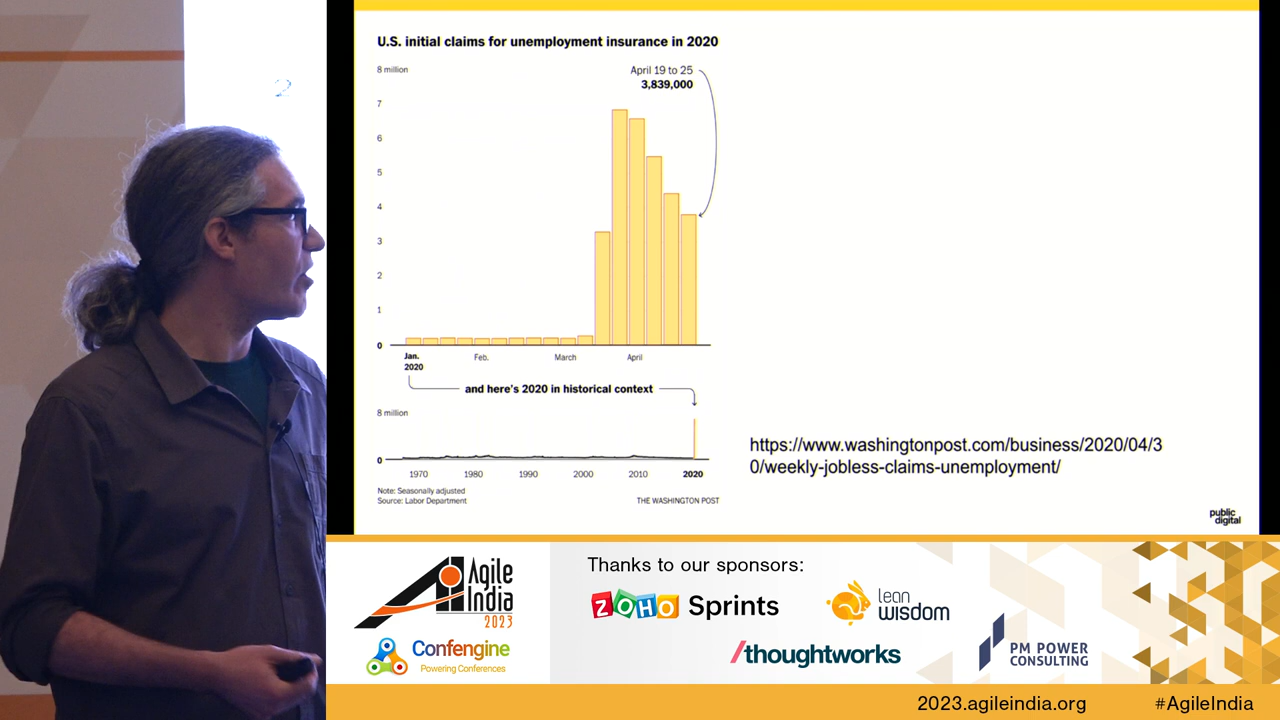 U.S. initial claims for unemployment insurance in 2020
8 million
April 19 to 25
3,839,000
7
6
5
4
3
2
1
0
Jan. Feb. March April
2020
and here's 2020 in historical context
8 million
0
1970 1980 1990 2000 2010 2020
Note: Seasonally adjusted
Source: Labor Department THE WASHINGTON POST
https://www.washingtonpost.com/business/2020/04/3
0/weekly-jobless-claims-unemployment/
public
digital
2
Agile
India
2023
Confengine
Powering Conferences
Thanks to our sponsors:
ZOHO Sprints
lean
wisdom
/thoughtworks
PM POWER
CONSULTING
2023.agileindia.org #AgileIndia